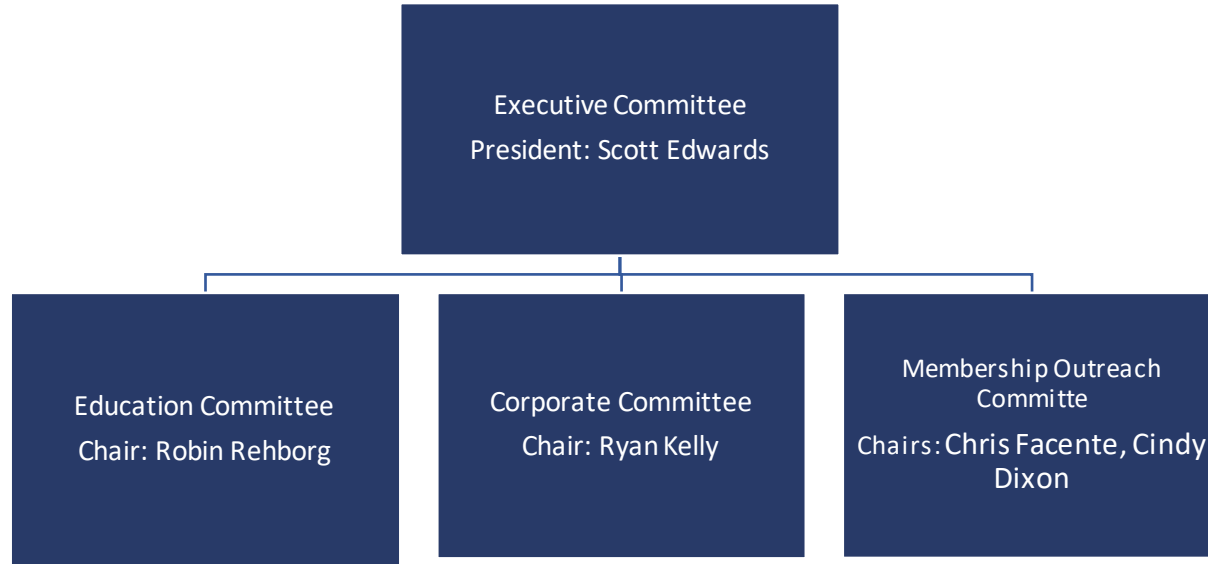 Executive Committee
President: Scott Edwards
Education Committee
Chair: Robin Rehborg
Corporate Committee
Chair: Ryan Kelly
Membership Outreach
Committe
Chairs: Chris Facente, Cindy
Dixon